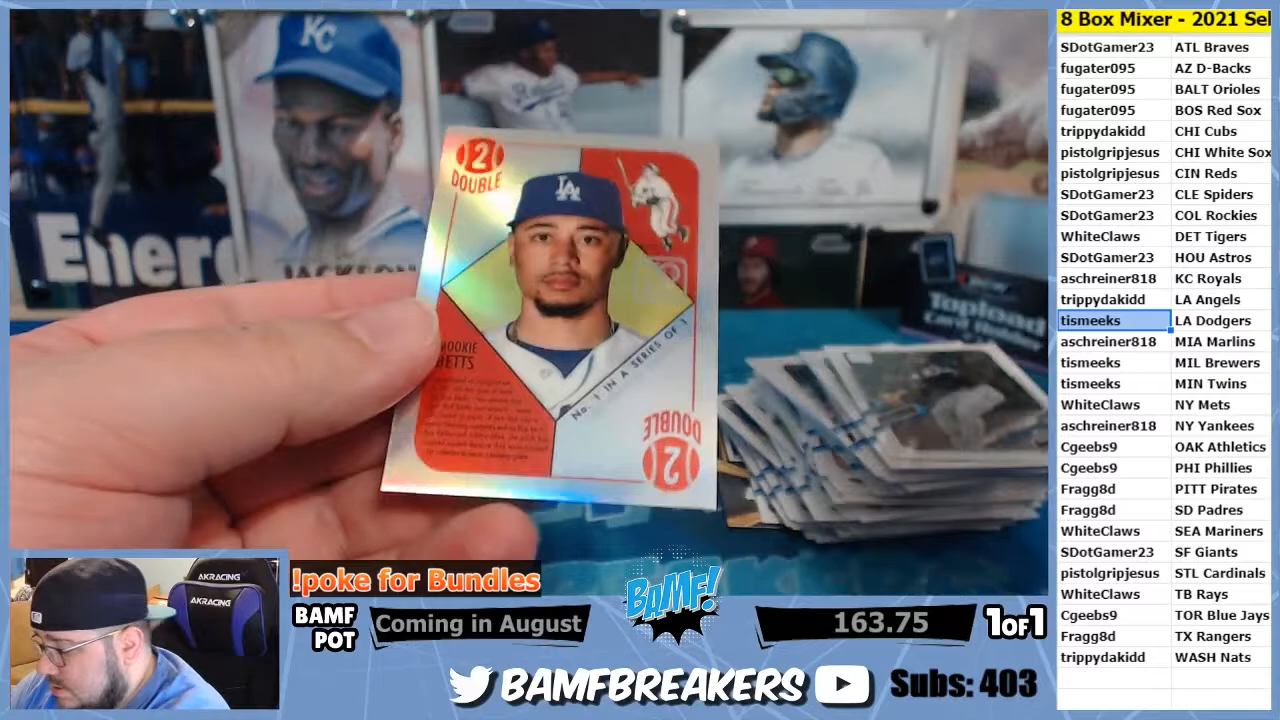 KC
Ener
JACKSON
2
DOUBLE
LA
MOOKIE
BETTS
No. 1 IN A SERIES OF 1
DOUBLE
2
Topload
Card Holder
AKRACING
AKRACING
!poke for Bundles
BAMF
POT
Coming in August
BAMF!
163.75
1OF1
BAMFBREAKERS
Subs: 403
8 Box Mixer - 2021 Sel
SDotGamer23 ATL Braves
fugater095 AZ D-Backs
fugater095 BALT Orioles
fugater095 BOS Red Sox
trippydakidd CHI Cubs
pistolgripjesus CHI White Sox
pistolgripjesus CIN Reds
SDotGamer23 CLE Spiders
SDotGamer23 COL Rockies
WhiteClaws DET Tigers
SDotGamer23 HOU Astros
aschreiner818 KC Royals
trippydakidd LA Angels
tismeeks LA Dodgers
aschreiner818 MIA Marlins
tismeeks MIL Brewers
tismeeks MIN Twins
WhiteClaws NY Mets
aschreiner818 NY Yankees
Cgeebs9 OAK Athletics
Cgeebs9 PHI Phillies
Fragg8d PITT Pirates
Fragg8d SD Padres
WhiteClaws SEA Mariners
SDotGamer23 SF Giants
pistolgripjesus STL Cardinals
WhiteClaws TB Rays
Cgeebs9 TOR Blue Jays
Fragg8d TX Rangers
trippydakidd WASH Nats